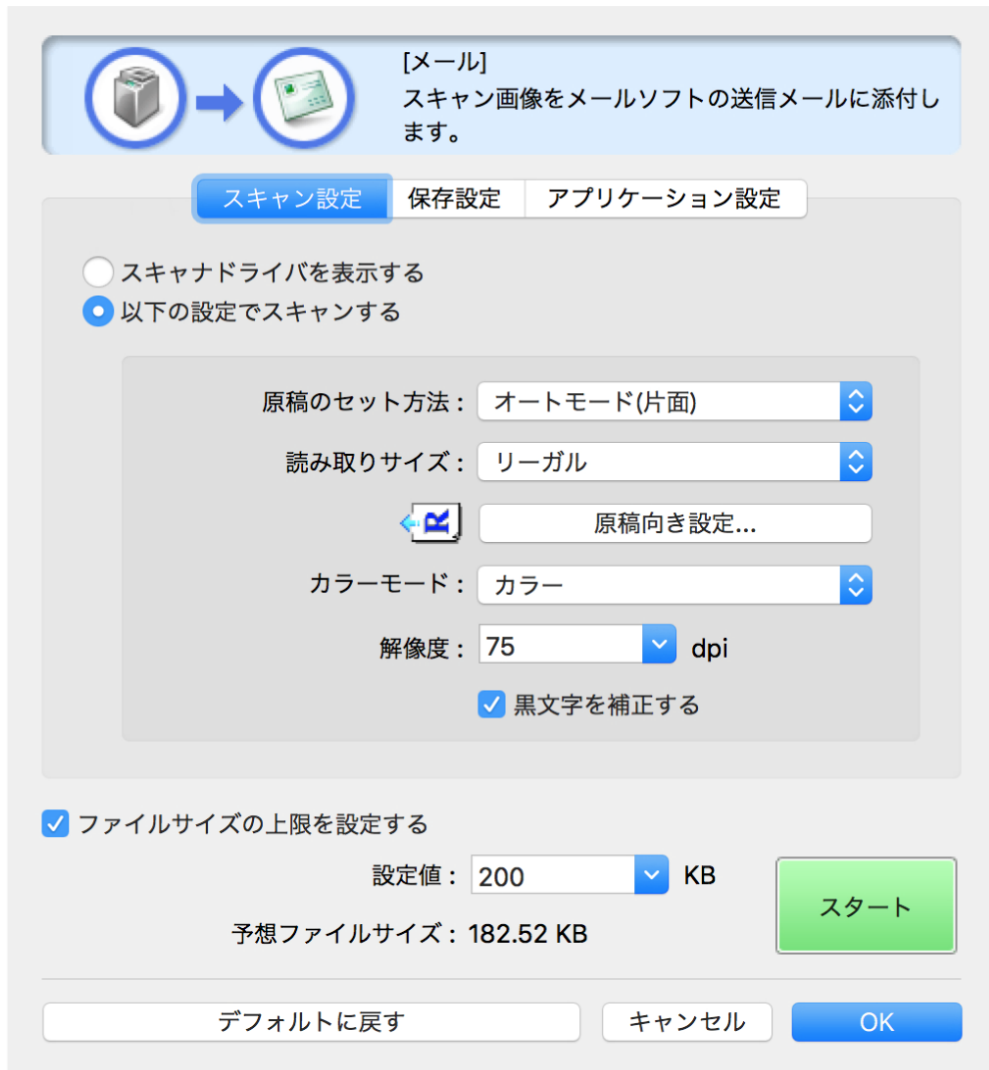 [メール]
スキャン画像をメールソフトの送信メールに添付し
ます。
スキャン設定 保存設定 アプリケーション設定
スキャナドライバを表示する
以下の設定でスキャンする
原稿のセット方法 : オートモード(片面)
読み取りサイズ : リーガル
R 原稿向き設定...
カラーモード : カラー
解像度 : 75 dpi
黒文字を補正する
ファイルサイズの上限を設定する
設定値 : 200 KB
スタート
予想ファイルサイズ : 182.52 KB
デフォルトに戻す キャンセル OK